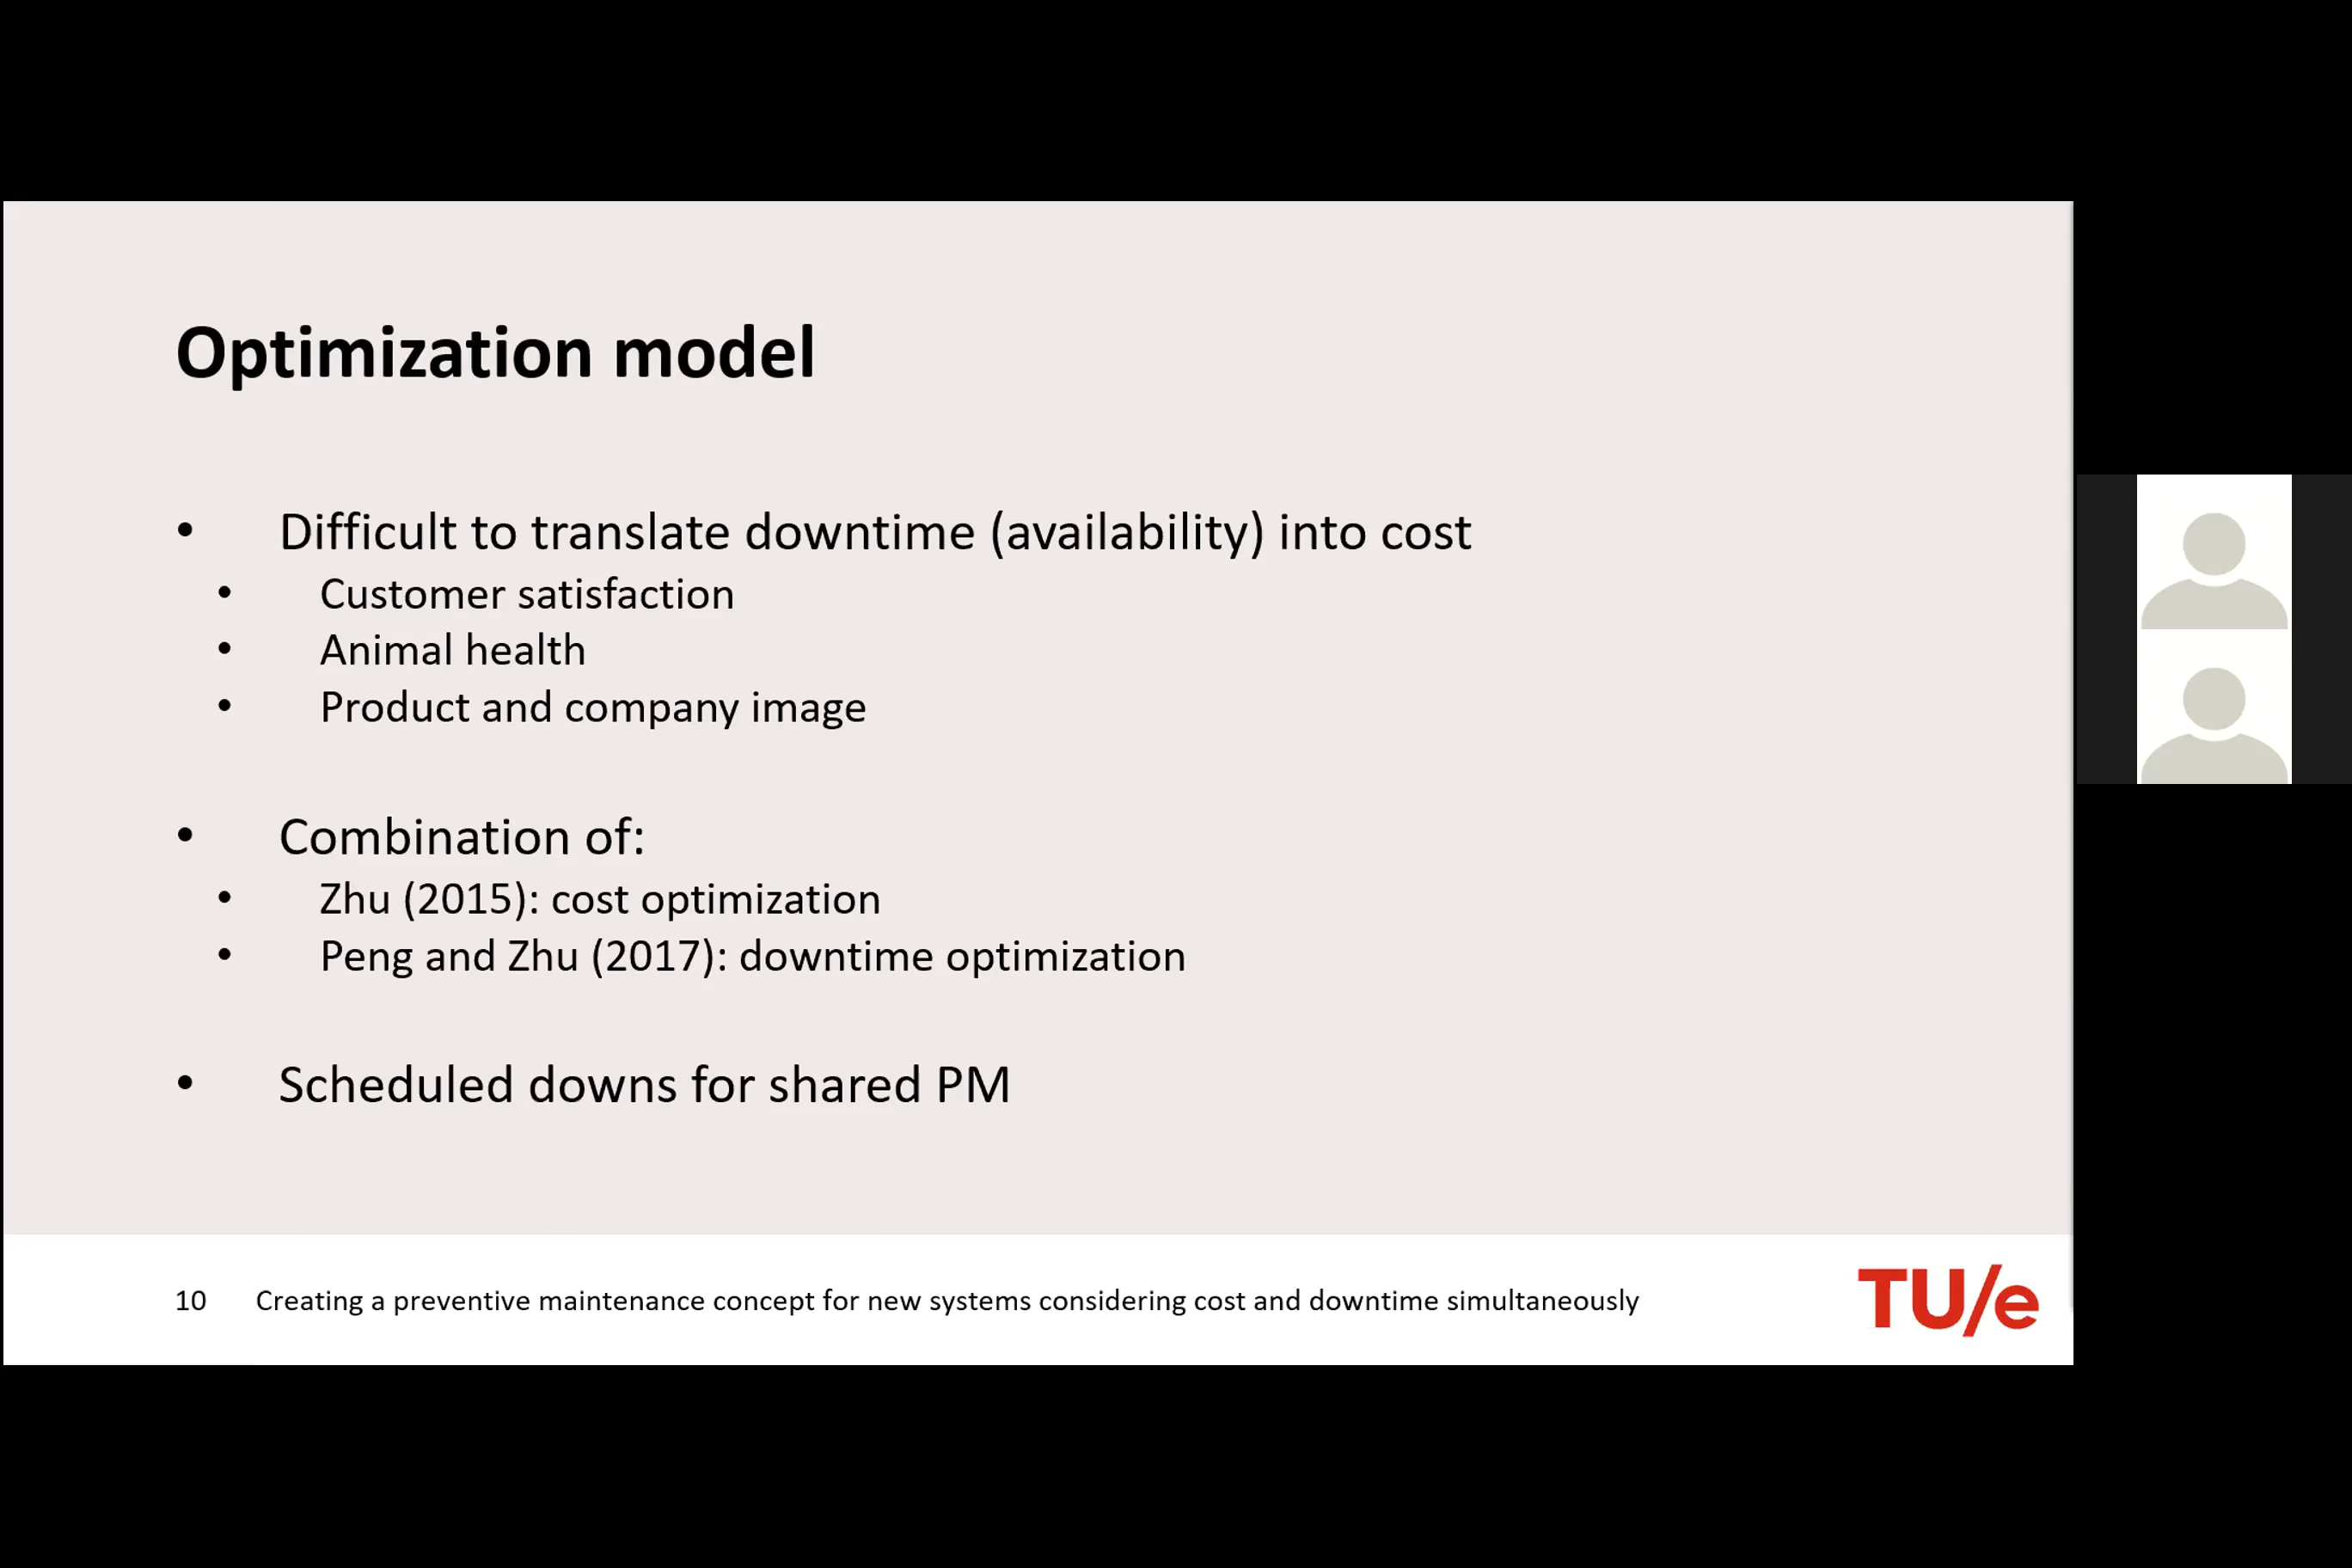 Optimization model
• Difficult to translate downtime (availability) into cost
• Customer satisfaction
• Animal health
• Product and company image
• Combination of:
• Zhu (2015): cost optimization
• Peng and Zhu (2017): downtime optimization
• Scheduled downs for shared PM
10 Creating a preventive maintenance concept for new systems considering cost and downtime simultaneously
TU/e